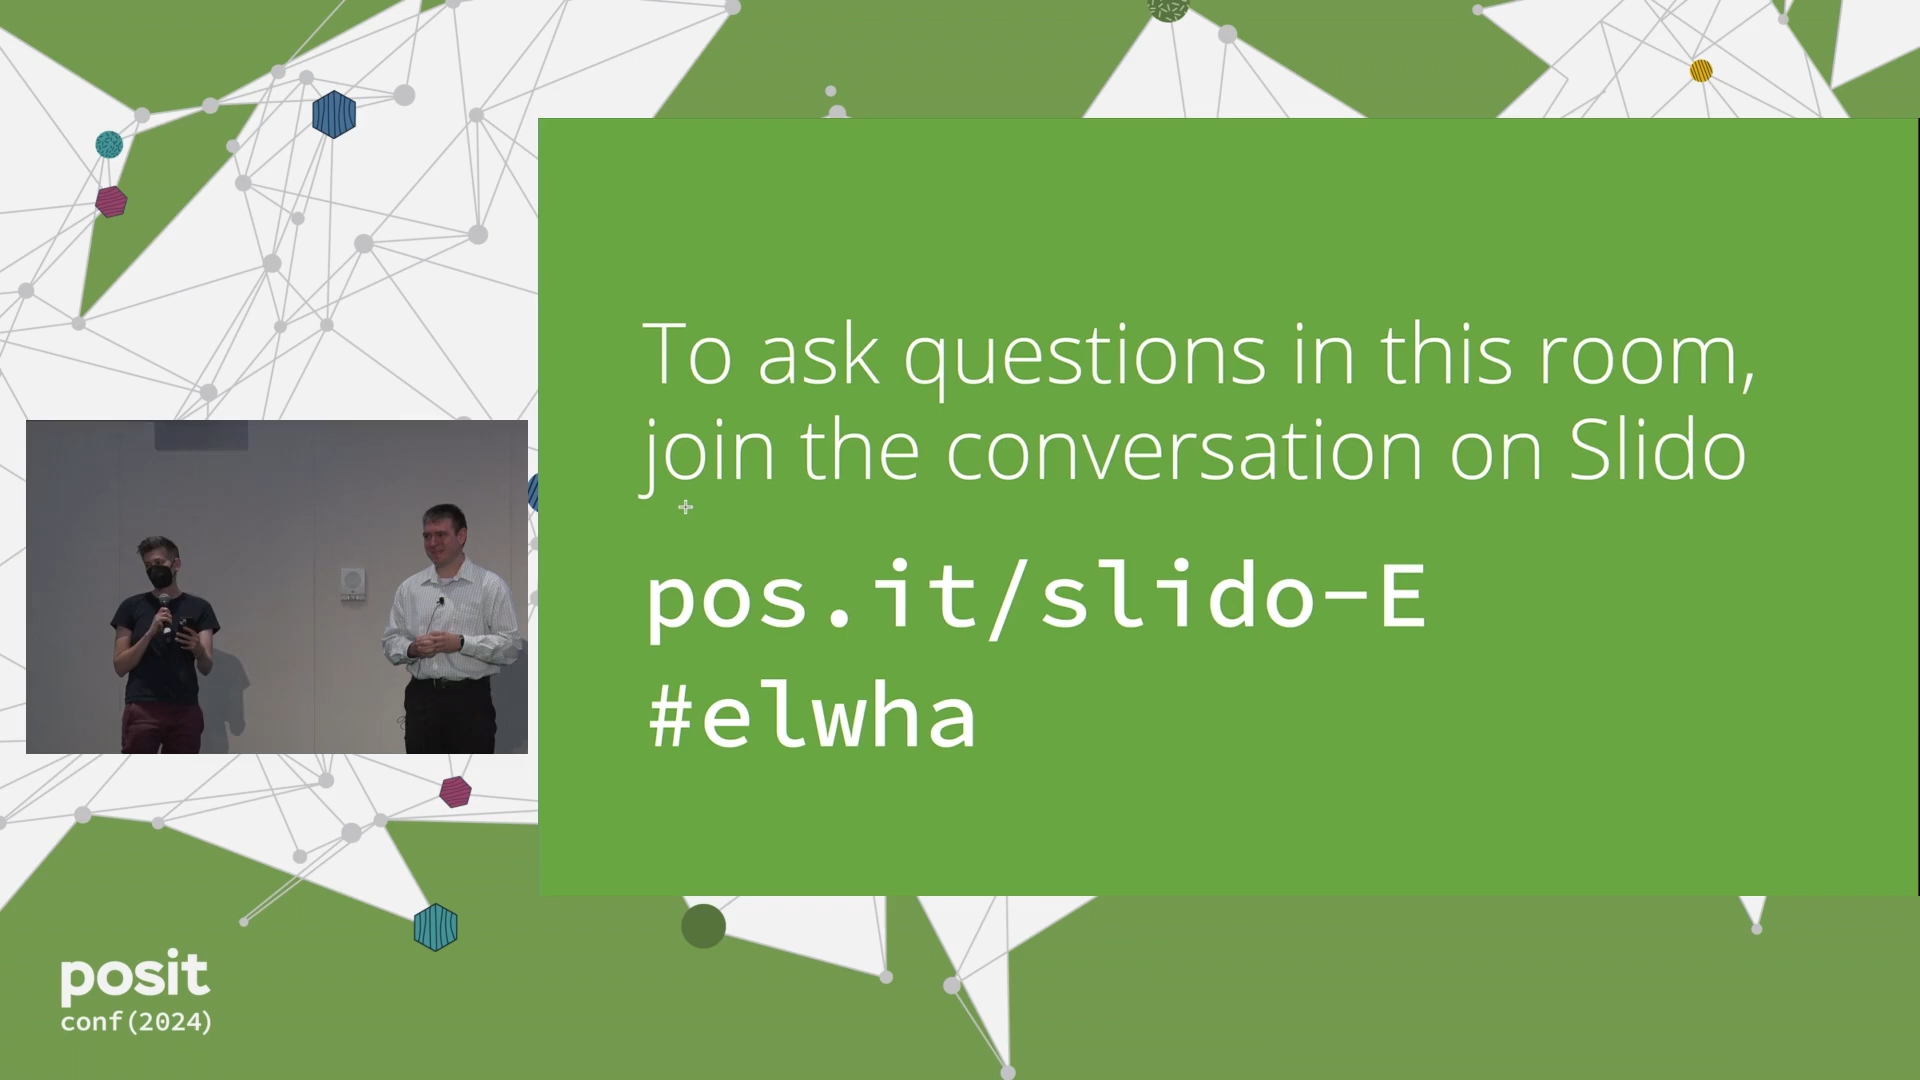 To ask questions in this room,
join the conversation on Slido
pos.it/slido-E
#elwha
posit
conf(2024)